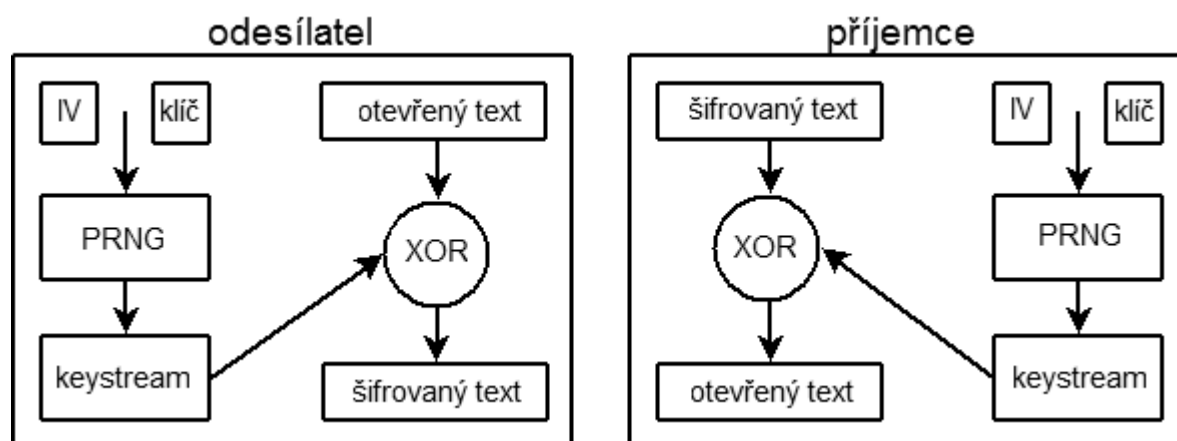 odesílatel
IV
klíč
otevřený text
PRNG
XOR
keystream
šifrovaný text
příjemce
šifrovaný text
IV
klíč
XOR
PRNG
otevřený text
keystream